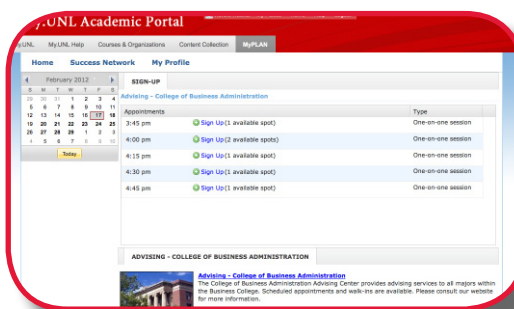 My.UNL Academic Portal
My.UNL My.UNL Help Courses & Organizations Content Collection MyPLAN
Home Success Network My Profile
February 2012
S M T W T F S
29 30 31 1 2 3 4
5 6 7 8 9 10 11
12 13 14 15 16 17 18
19 20 21 22 23 24 25
26 27 28 29 1 2 3
4 5 6 7 8 9 10
Today
SIGN-UP
Advising - College of Business Administration
Appointments Type
3:45 pm Sign Up(1 available spot) One-on-one session
4:00 pm Sign Up(2 available spots) One-on-one session
4:15 pm Sign Up(1 available spot) One-on-one session
4:30 pm Sign Up(1 available spot) One-on-one session
4:45 pm Sign Up(1 available spot) One-on-one session
ADVISING - COLLEGE OF BUSINESS ADMINISTRATION
Advising - College of Business Administration
The College of Business Administration Advising Center provides advising services to all majors within
the Business College. Scheduled appointments and walk-ins are available. Please consult our website
for more information.